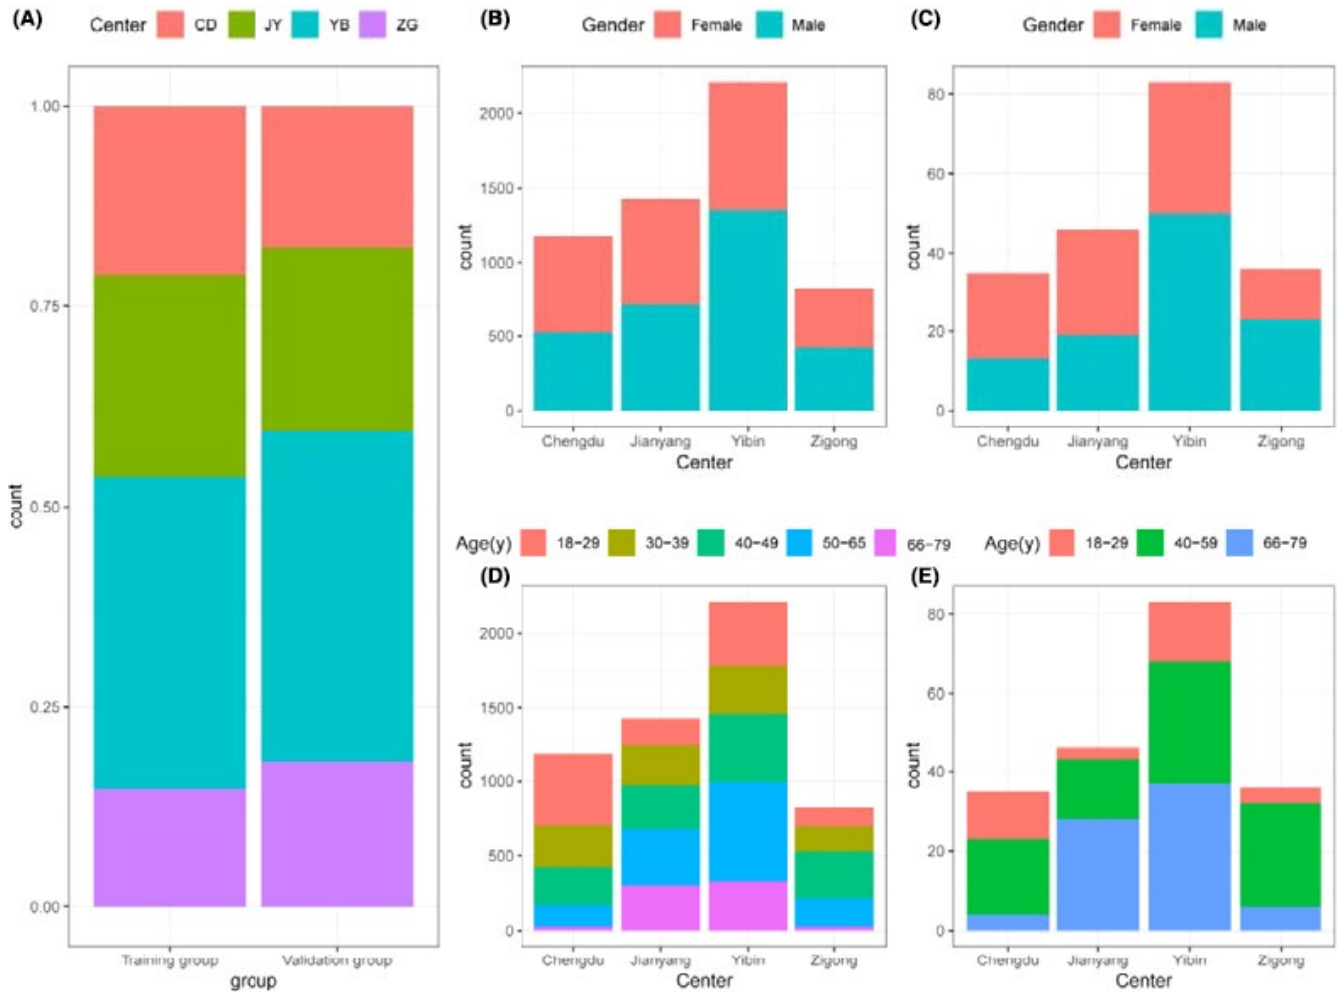 (A) Center CD JY YB ZG
count
1.00
0.75
0.50
0.25
0.00
Training group Validation group
group
(B) Gender Female Male
count
2000
1500
1000
500
0
Chengdu Jianyang Yibin Zigong
Center
(C) Gender Female Male
count
80
60
40
20
0
Chengdu Jianyang Yibin Zigong
Center
Age(y) 18-29 30-39 40-49 50-65 66-79
(D)
count
2000
1500
1000
500
0
Chengdu Jianyang Yibin Zigong
Center
Age(y) 18-29 40-59 66-79
(E)
count
80
60
40
20
0
Chengdu Jianyang Yibin Zigong
Center